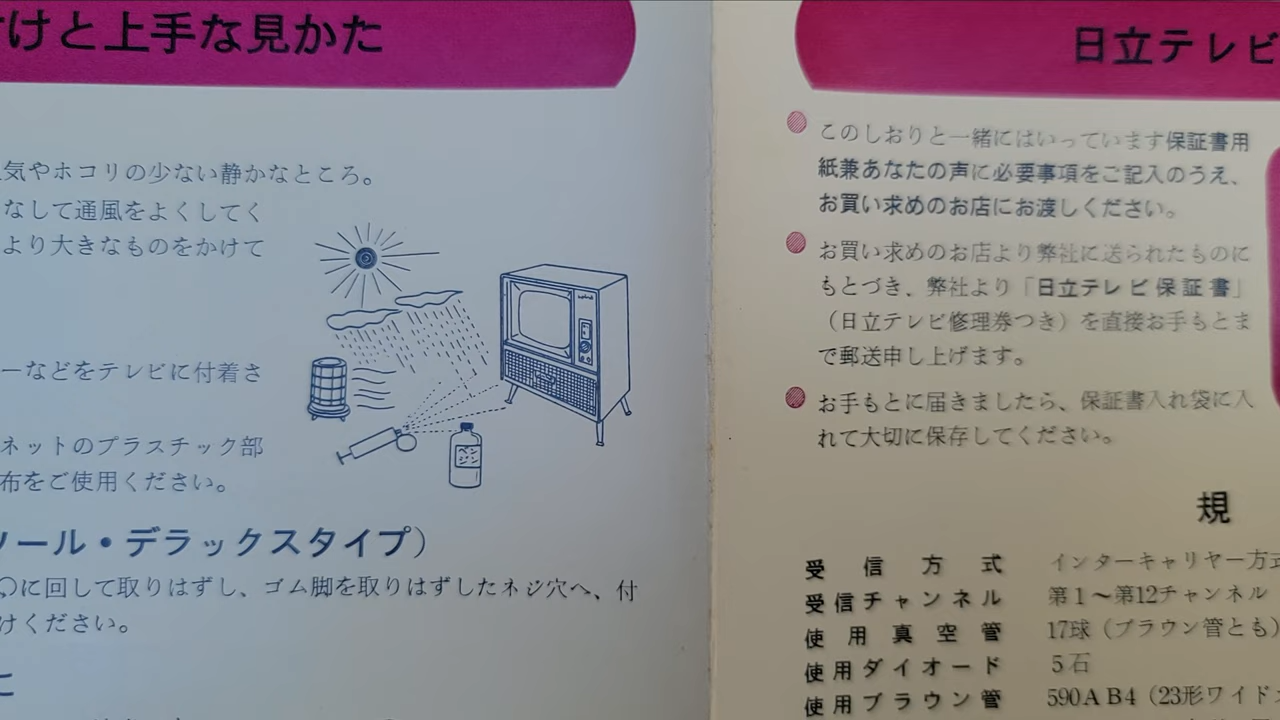 けと上手な見かた
気やホコリの少ない静かなところ。
なして通風をよくしてく
より大きなものをかけて
ーなどをテレビに付着さ
ネットのプラスチック部
布をご使用ください。
ソール・デラックスタイプ）
に回して取りはずし、ゴム脚を取りはずしたネジ穴へ、付
けください。
に
日立テレビ
このしおりと一緒にはいっています保証書用
紙兼あなたの声に必要事項をご記入のうえ、
お買い求めのお店にお渡しください。
お買い求めのお店より弊社に送られたものに
もとづき、弊社より「日立テレビ保証書」
（日立テレビ修理券つき）を直接お手もとま
で郵送申し上げます。
お手もとに届きましたら、保証書入れ袋に入
れて大切に保存してください。
規
受信方式 インターキャリヤー方式
受信チャンネル 第1〜第12チャンネル
使用真空管 17球（ブラウン管とも）
使用ダイオード 5石
使用ブラウン管 590AB4（23形ワイド